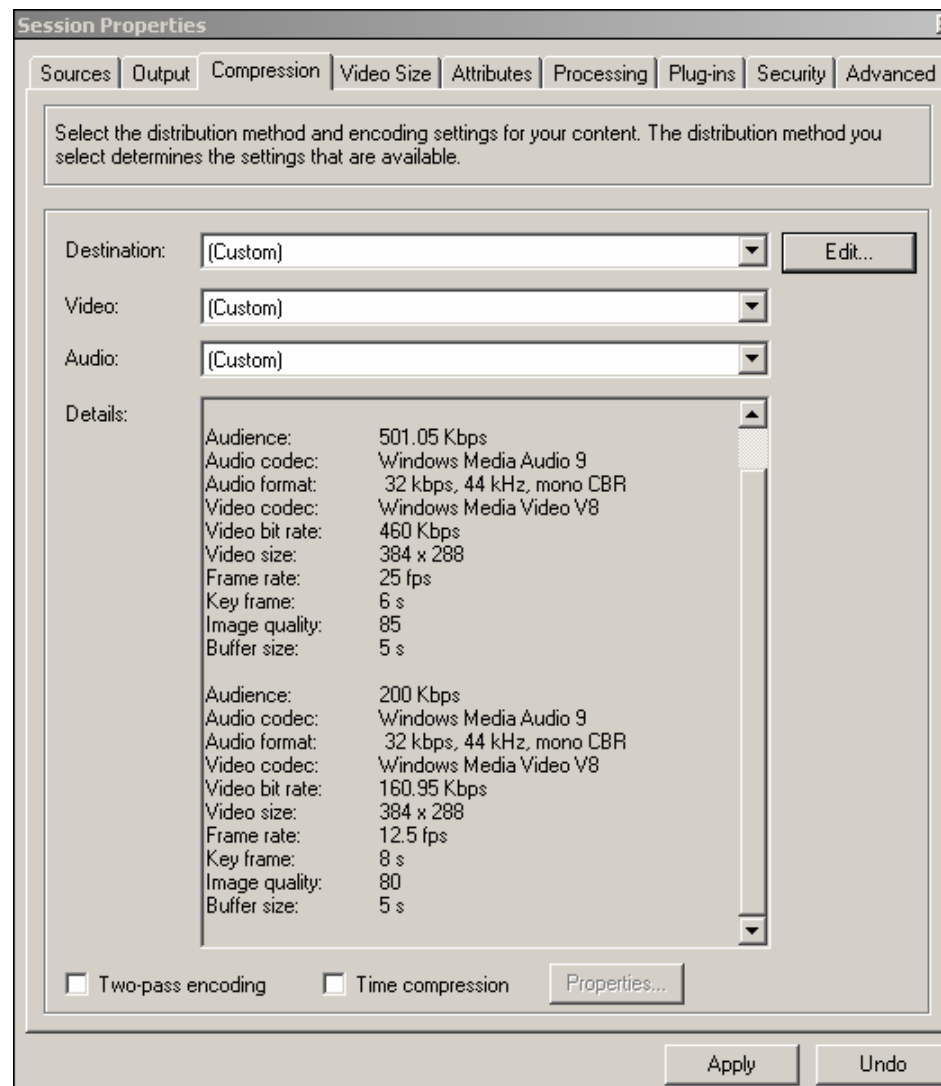 Session Properties
Sources Output Compression Video Size Attributes Processing Plug-ins Security Advanced
Select the distribution method and encoding settings for your content. The distribution method you
select determines the settings that are available.
Destination: (Custom) Edit...
Video: (Custom)
Audio: (Custom)
Details:
Audience: 501.05 Kbps
Audio codec: Windows Media Audio 9
Audio format: 32 kbps, 44 kHz, mono CBR
Video codec: Windows Media Video V8
Video bit rate: 460 Kbps
Video size: 384 x 288
Frame rate: 25 fps
Key frame: 6 s
Image quality: 85
Buffer size: 5 s
Audience: 200 Kbps
Audio codec: Windows Media Audio 9
Audio format: 32 kbps, 44 kHz, mono CBR
Video codec: Windows Media Video V8
Video bit rate: 160.95 Kbps
Video size: 384 x 288
Frame rate: 12.5 fps
Key frame: 8 s
Image quality: 80
Buffer size: 5 s
Two-pass encoding Time compression Properties...
Apply Undo